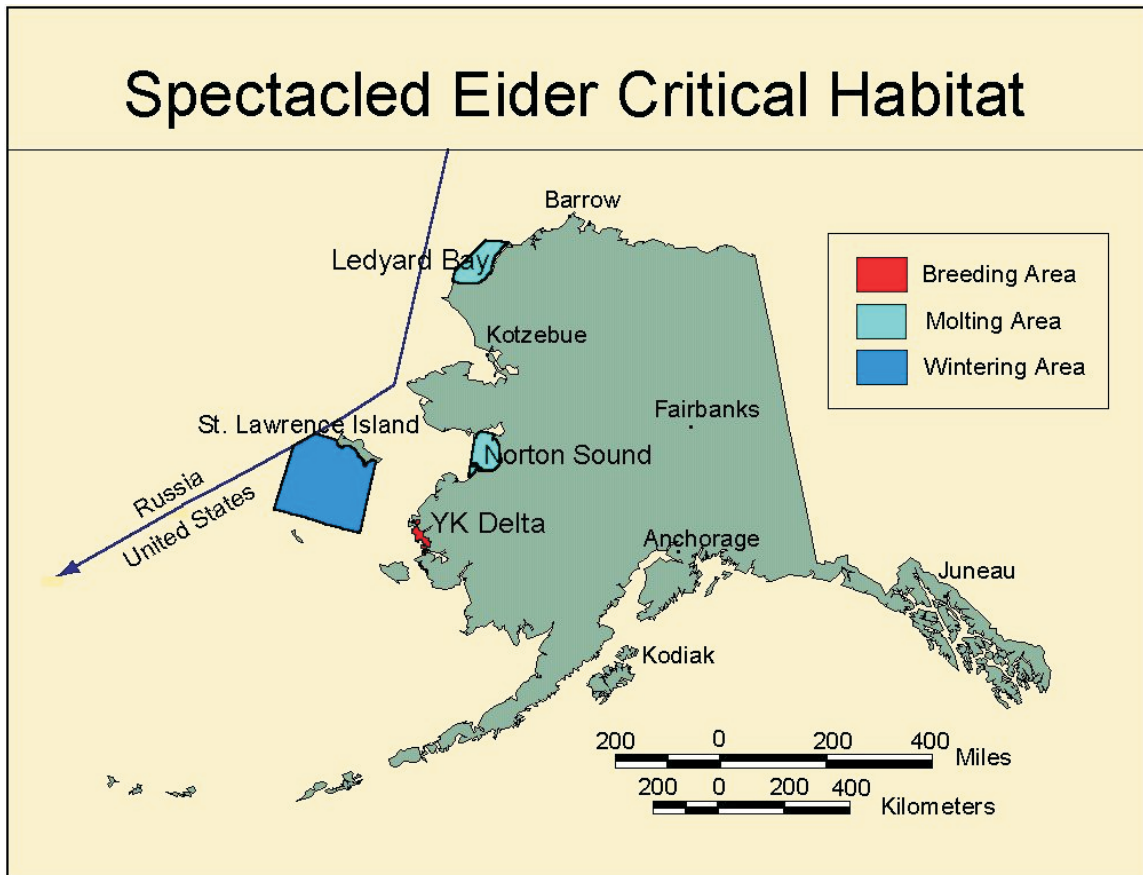 Spectacled Eider Critical Habitat
Barrow
Ledyard Bay
Breeding Area
Molting Area
Wintering Area
Kotzebue
St. Lawrence Island
Fairbanks
Norton Sound
Russia
United States
YK Delta
Anchorage
Juneau
Kodiak
200 0 200 400
Miles
200 0 200 400
Kilometers